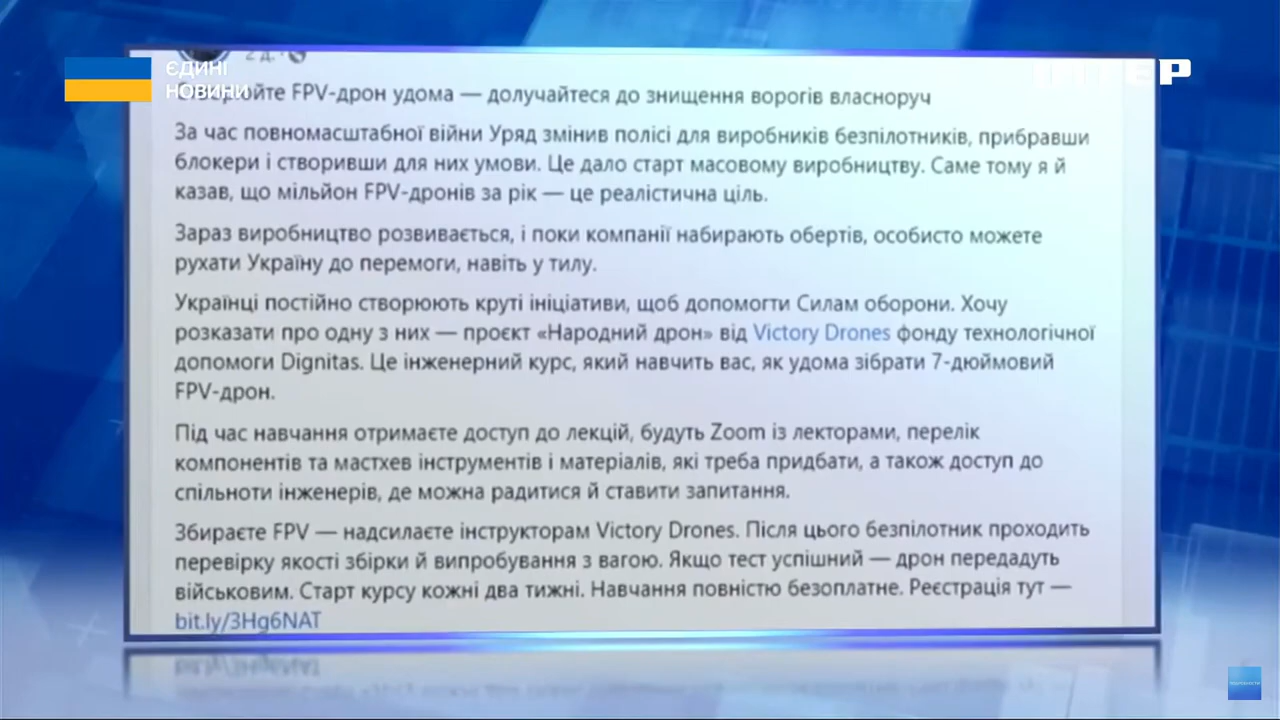 2 д.
ЄДИНІ
НОВИНИ
ІНТЕР
FPV-дрон удома — долучайтеся до знищення ворогів власноруч
За час повномасштабної війни Уряд змінив полісі для виробників безпілотників, прибравши
блокери і створивши для них умови. Це дало старт масовому виробництву. Саме тому я й
казав, що мільйон FPV-дронів за рік — це реалістична ціль.
Зараз виробництво розвивається, і поки компанії набирають обертів, особисто можете
рухати Україну до перемоги, навіть у тилу.
Українці постійно створюють круті ініціативи, щоб допомогти Силам оборони. Хочу
розказати про одну з них — проєкт «Народний дрон» від Victory Drones фонду технологічної
допомоги Dignitas. Це інженерний курс, який навчить вас, як удома зібрати 7-дюймовий
FPV-дрон.
Під час навчання отримаєте доступ до лекцій, будуть Zoom із лекторами, перелік
компонентів та мастхев інструментів і матеріалів, які треба придбати, а також доступ до
спільноти інженерів, де можна радитися й ставити запитання.
Збираєте FPV — надсилаєте інструкторам Victory Drones. Після цього безпілотник проходить
перевірку якості збірки й випробування з вагою. Якщо тест успішний — дрон передадуть
військовим. Старт курсу кожні два тижні. Навчання повністю безоплатне. Реєстрація тут —
bit.ly/3Hg6NAT